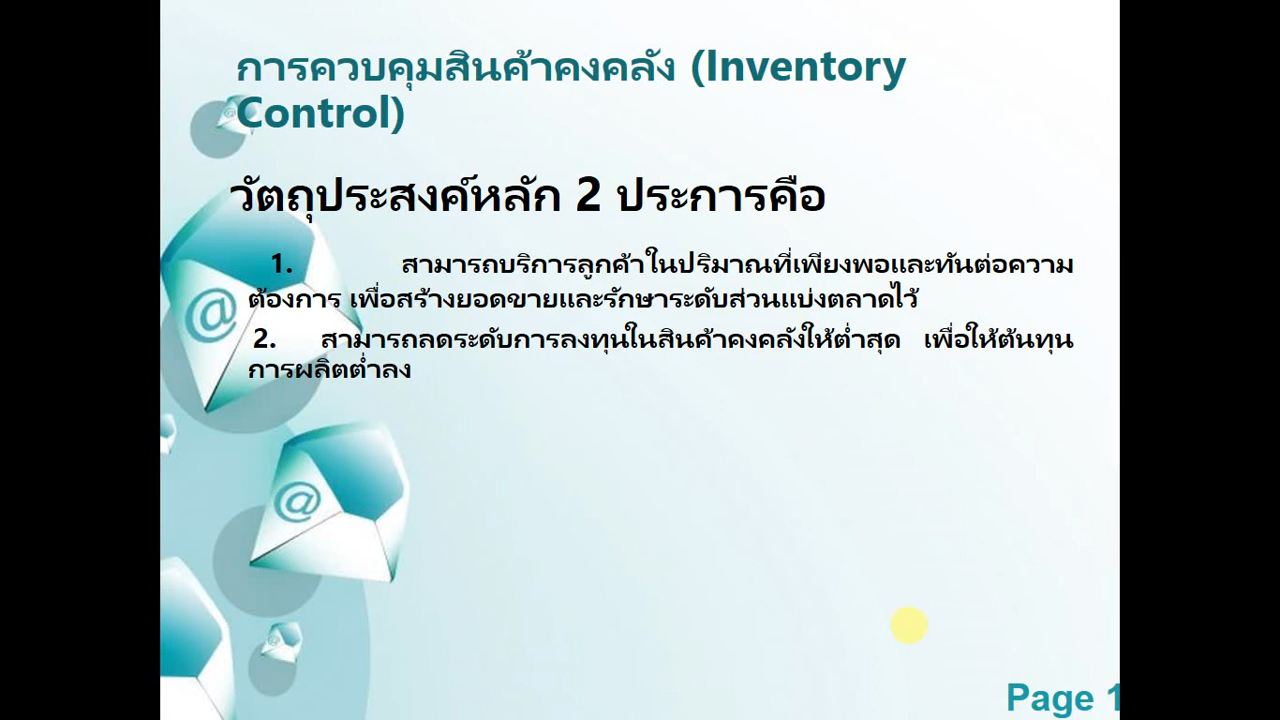 การควบคุมสินค้าคงคลัง (Inventory
Control)
วัตถุประสงค์หลัก 2 ประการคือ
1. สามารถบริการลูกค้าในปริมาณที่เพียงพอและทันต่อความ
ต้องการ เพื่อสร้างยอดขายและรักษาระดับส่วนแบ่งตลาดไว้
2. สามารถลดระดับการลงทุนในสินค้าคงคลังให้ต่ำสุด เพื่อให้ต้นทุน
การผลิตต่ำลง
@
@
Page 1